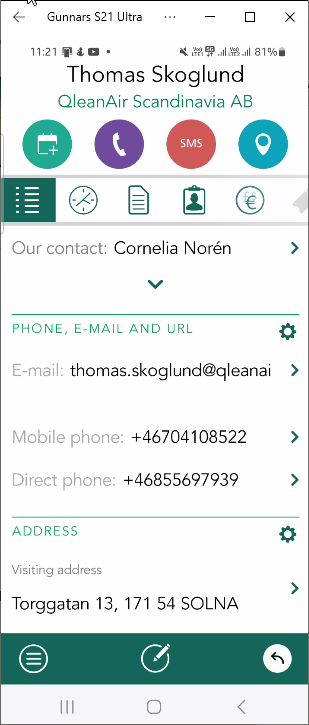 Gunnars S21 Ultra
11:21
81%
Thomas Skoglund
QleanAir Scandinavia AB
SMS
Our contact: Cornelia Norén
PHONE, E-MAIL AND URL
E-mail: thomas.skoglund@qleanai
Mobile phone: +46704108522
Direct phone: +46855697939
ADDRESS
Visiting address
Torggatan 13, 171 54 SOLNA